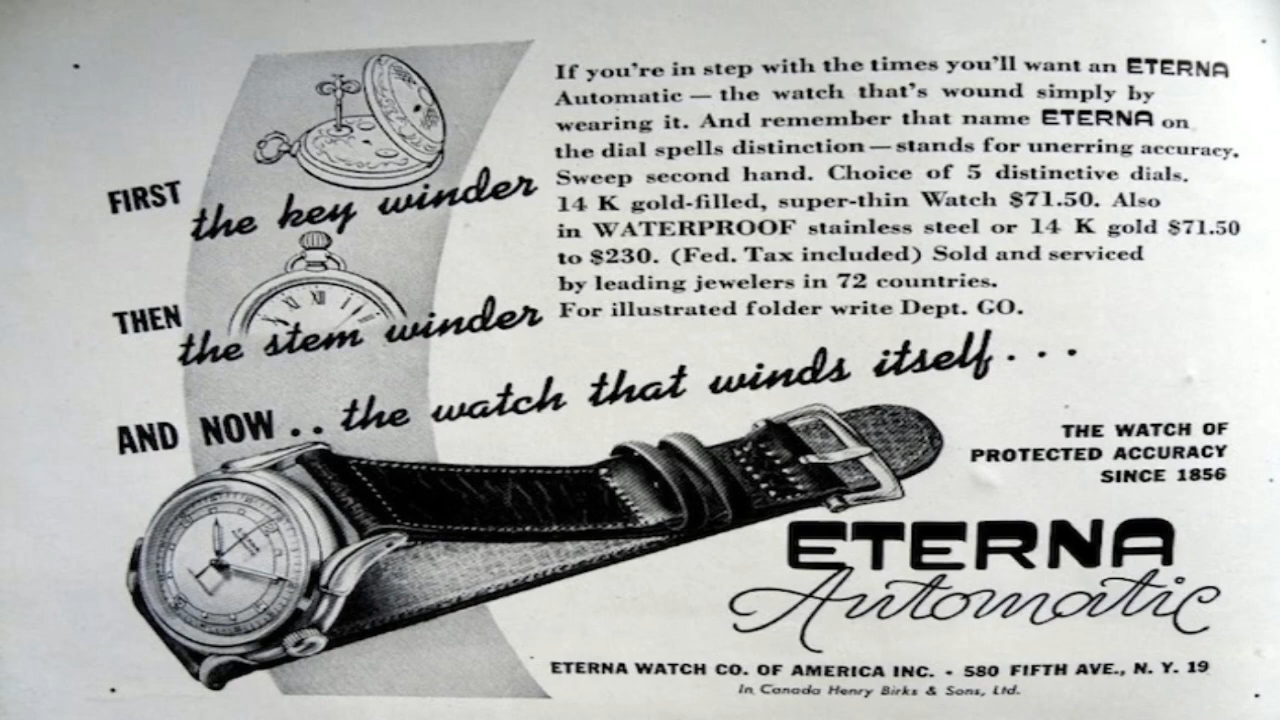 FIRST
the key winder
THEN
the stem winder
AND NOW . . the watch that winds itself . . .
If you're in step with the times you'll want an ETERNA
Automatic — the watch that's wound simply by
wearing it. And remember that name ETERNA on
the dial spells distinction — stands for unerring accuracy.
Sweep second hand. Choice of 5 distinctive dials.
14 K gold-filled, super-thin Watch $71.50. Also
in WATERPROOF stainless steel or 14 K gold $71.50
to $230. (Fed. Tax included) Sold and serviced
by leading jewelers in 72 countries.
For illustrated folder write Dept. GO.
THE WATCH OF
PROTECTED ACCURACY
SINCE 1856
ETERNA
Automatic
ETERNA WATCH CO. OF AMERICA INC. • 580 FIFTH AVE., N. Y. 19
In Canada Henry Birks & Sons, Ltd.